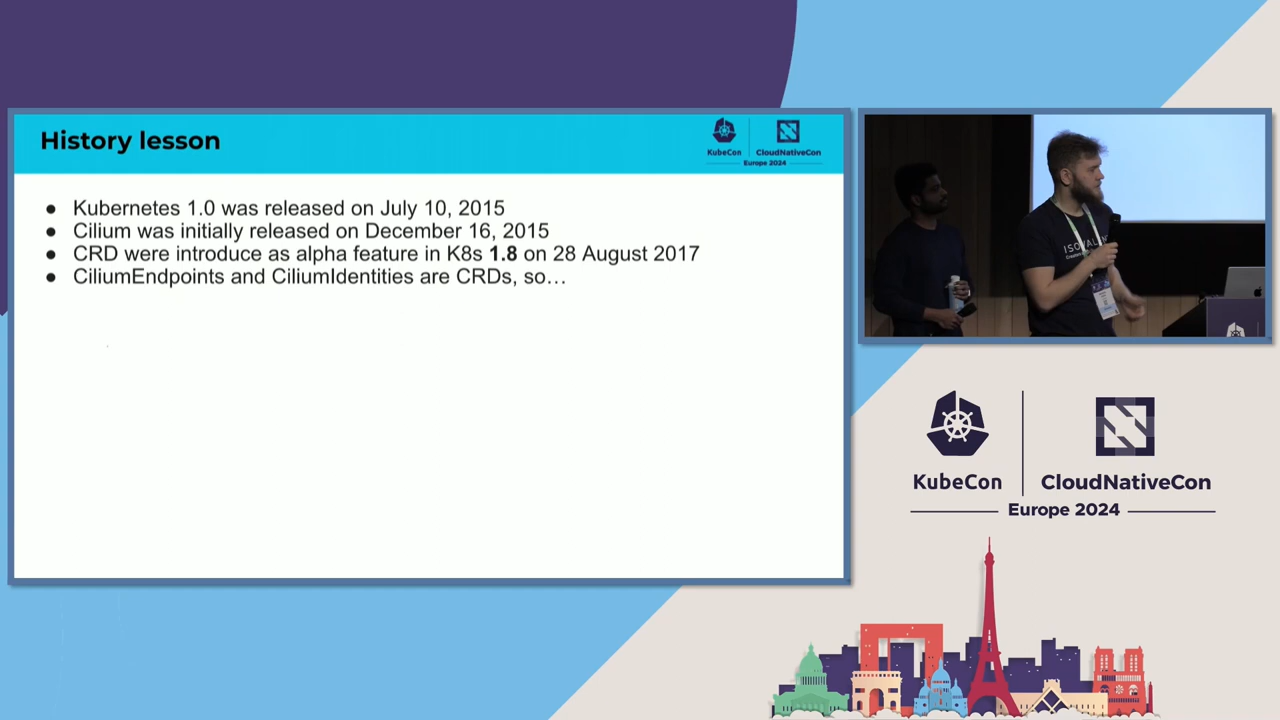 History lesson
KubeCon
CloudNativeCon
Europe 2024
● Kubernetes 1.0 was released on July 10, 2015
● Cilium was initially released on December 16, 2015
● CRD were introduce as alpha feature in K8s 1.8 on 28 August 2017
● CiliumEndpoints and CiliumIdentities are CRDs, so…
KubeCon
CloudNativeCon
Europe 2024